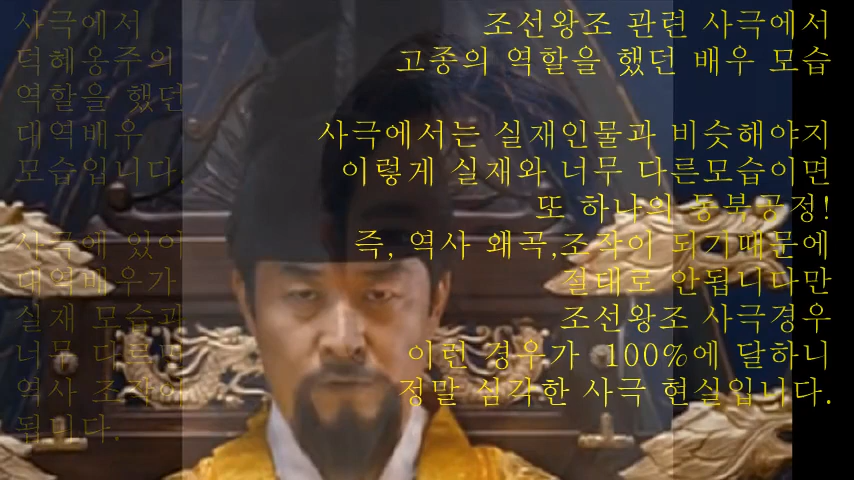 사극에서
덕혜옹주의
역할을 했던
대역배우
모습입니다.
사극에 있어
대역배우가
실재 모습과
너무 다르면
역사 조작이
됩니다.
조선왕조 관련 사극에서
고종의 역할을 했던 배우 모습
사극에서는 실재인물과 비슷해야지
이렇게 실재와 너무 다른모습이면
또 하나의 동북공정!
즉, 역사 왜곡,조작이 되기때문에
절대로 안됩니다만
조선왕조 사극경우
이런 경우가 100%에 달하니
정말 심각한 사극 현실입니다.